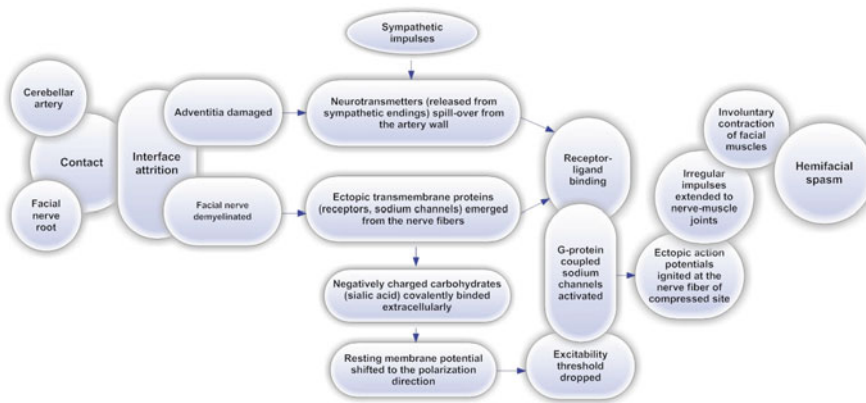 Sympathetic
impulses
Cerebellar
artery
Contact
Facial
nerve
root
Interface
attrition
Adventitia damaged
Neurotransmetters (released from
sympathetic endings) spill-over from
the artery wall
Facial nerve
demyelinated
Ectopic transmembrane proteins
(receptors, sodium channels) emerged
from the nerve fibers
Negatively charged carbohydrates
(sialic acid) covalently binded
extracellularly
Resting membrane potential
shifted to the polarization
direction
Receptor-
ligand
binding
G-protein
coupled
sodium
channels
activated
Excitability
threshold
dropped
Ectopic action
potentials
ignited at the
nerve fiber of
compressed site
Irregular
impulses
extended to
nerve-muscle
joints
Involuntary
contraction
of facial
muscles
Hemifacial
spasm